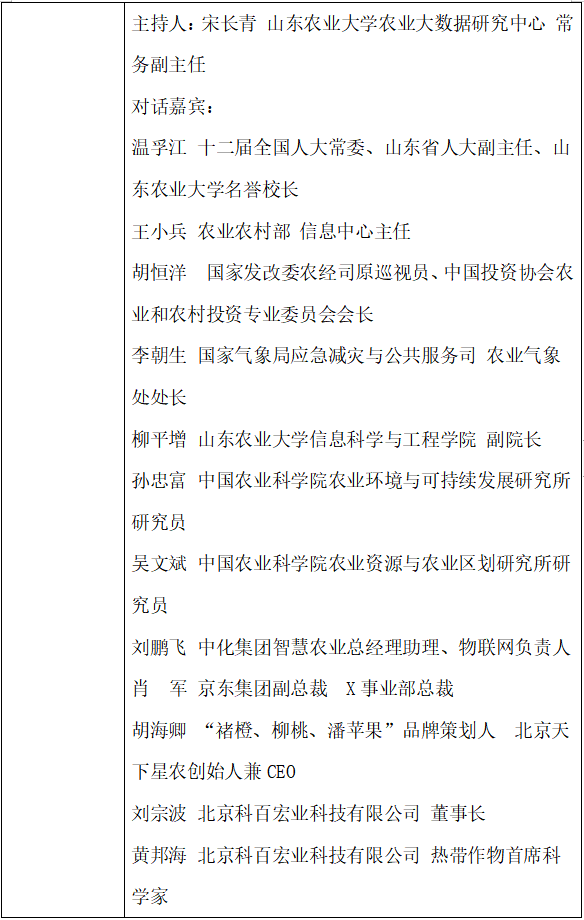 主持人：宋长青 山东农业大学农业大数据研究中心 常
务副主任
对话嘉宾：
温孚江 十二届全国人大常委、山东省人大副主任、山
东农业大学名誉校长
王小兵 农业农村部 信息中心主任
胡恒洋 国家发改委农经司原巡视员、中国投资协会农
业和农村投资专业委员会会长
李朝生 国家气象局应急减灾与公共服务司 农业气象
处处长
柳平增 山东农业大学信息科学与工程学院 副院长
孙忠富 中国农业科学院农业环境与可持续发展研究所
研究员
吴文斌 中国农业科学院农业资源与农业区划研究所研
究员
刘鹏飞 中化集团智慧农业总经理助理、物联网负责人
肖 军 京东集团副总裁 X事业部总裁
胡海卿 “褚橙、柳桃、潘苹果”品牌策划人 北京天
下星农创始人兼CEO
刘宗波 北京科百宏业科技有限公司 董事长
黄邦海 北京科百宏业科技有限公司 热带作物首席科
学家